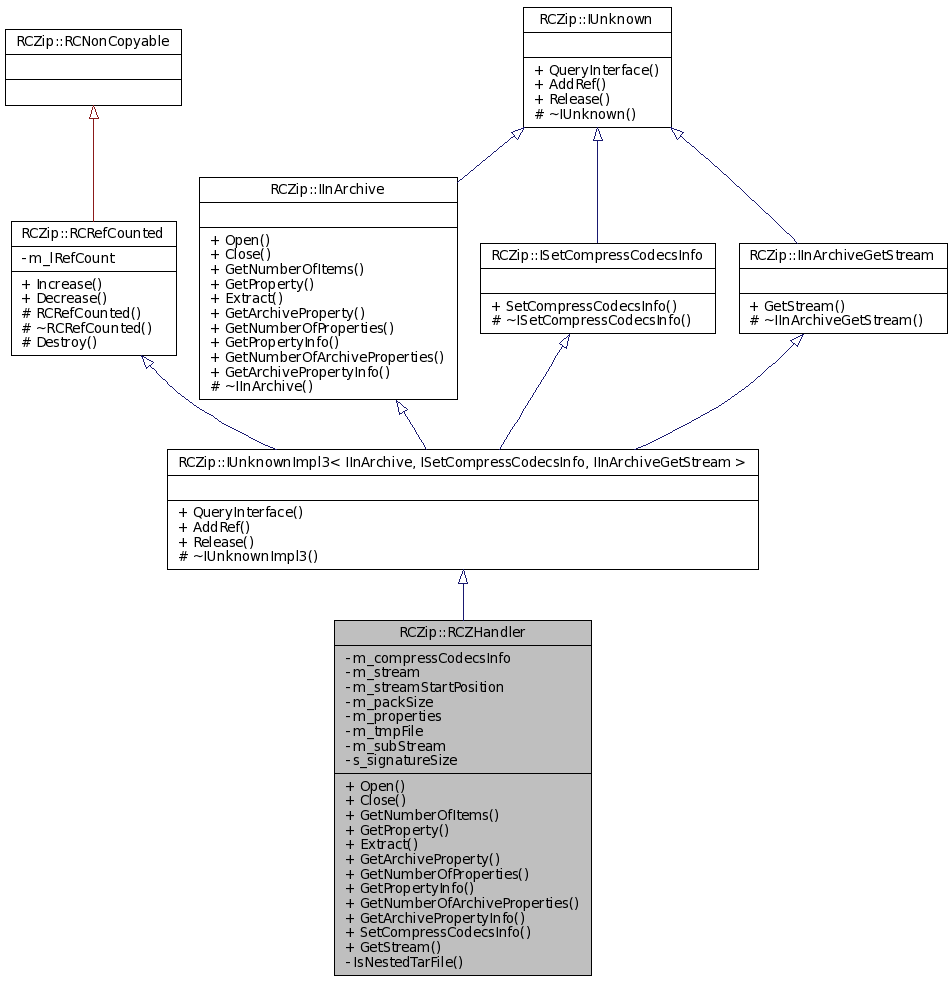 RCZip::RCNonCopyable
RCZip::IUnknown
+ QueryInterface()
+ AddRef()
+ Release()
# ~IUnknown()
RCZip::RCRefCounted
- m_lRefCount
+ Increase()
+ Decrease()
# RCRefCounted()
# ~RCRefCounted()
# Destroy()
RCZip::IInArchive
+ Open()
+ Close()
+ GetNumberOfItems()
+ GetProperty()
+ Extract()
+ GetArchiveProperty()
+ GetNumberOfProperties()
+ GetPropertyInfo()
+ GetNumberOfArchiveProperties()
+ GetArchivePropertyInfo()
# ~IInArchive()
RCZip::ISetCompressCodecsInfo
+ SetCompressCodecsInfo()
# ~ISetCompressCodecsInfo()
RCZip::IInArchiveGetStream
+ GetStream()
# ~IInArchiveGetStream()
RCZip::IUnknownImpl3< IInArchive, ISetCompressCodecsInfo, IInArchiveGetStream >
+ QueryInterface()
+ AddRef()
+ Release()
# ~IUnknownImpl3()
RCZip::RCZHandler
- m_compressCodecsInfo
- m_stream
- m_streamStartPosition
- m_packSize
- m_properties
- m_tmpFile
- m_subStream
- s_signatureSize
+ Open()
+ Close()
+ GetNumberOfItems()
+ GetProperty()
+ Extract()
+ GetArchiveProperty()
+ GetNumberOfProperties()
+ GetPropertyInfo()
+ GetNumberOfArchiveProperties()
+ GetArchivePropertyInfo()
+ SetCompressCodecsInfo()
+ GetStream()
- IsNestedTarFile()